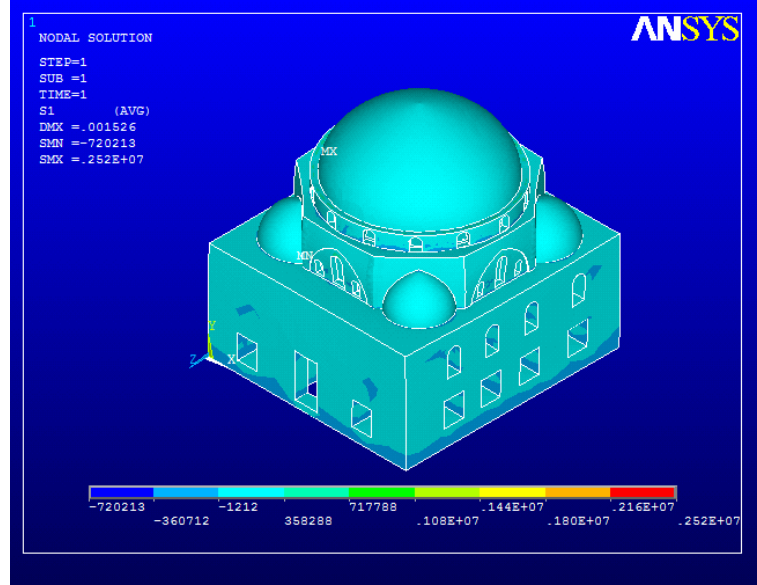 1
ANSYS
NODAL SOLUTION
STEP=1
SUB =1
TIME=1
S1 (AVG)
DMX =.001526
SMN =-720213
SMX =.252E+07
MX
MN
Y
Z X
-720213 -1212 717788 .144E+07 .216E+07
-360712 358288 .108E+07 .180E+07 .252E+07